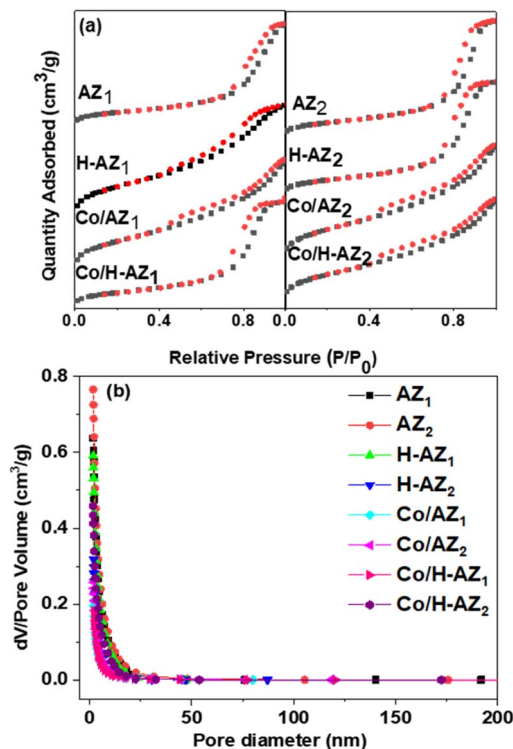 (a)
Quantity Adsorbed (cm³/g)
AZ₁
H-AZ₁
Co/AZ₁
Co/H-AZ₁
AZ₂
H-AZ₂
Co/AZ₂
Co/H-AZ₂
0.0 0.4 0.8 0.0 0.4 0.8
Relative Pressure (P/P₀)
(b)
dV/Pore Volume (cm³/g)
0.8
0.6
0.4
0.2
0.0
AZ₁
AZ₂
H-AZ₁
H-AZ₂
Co/AZ₁
Co/AZ₂
Co/H-AZ₁
Co/H-AZ₂
0 50 100 150 200
Pore diameter (nm)